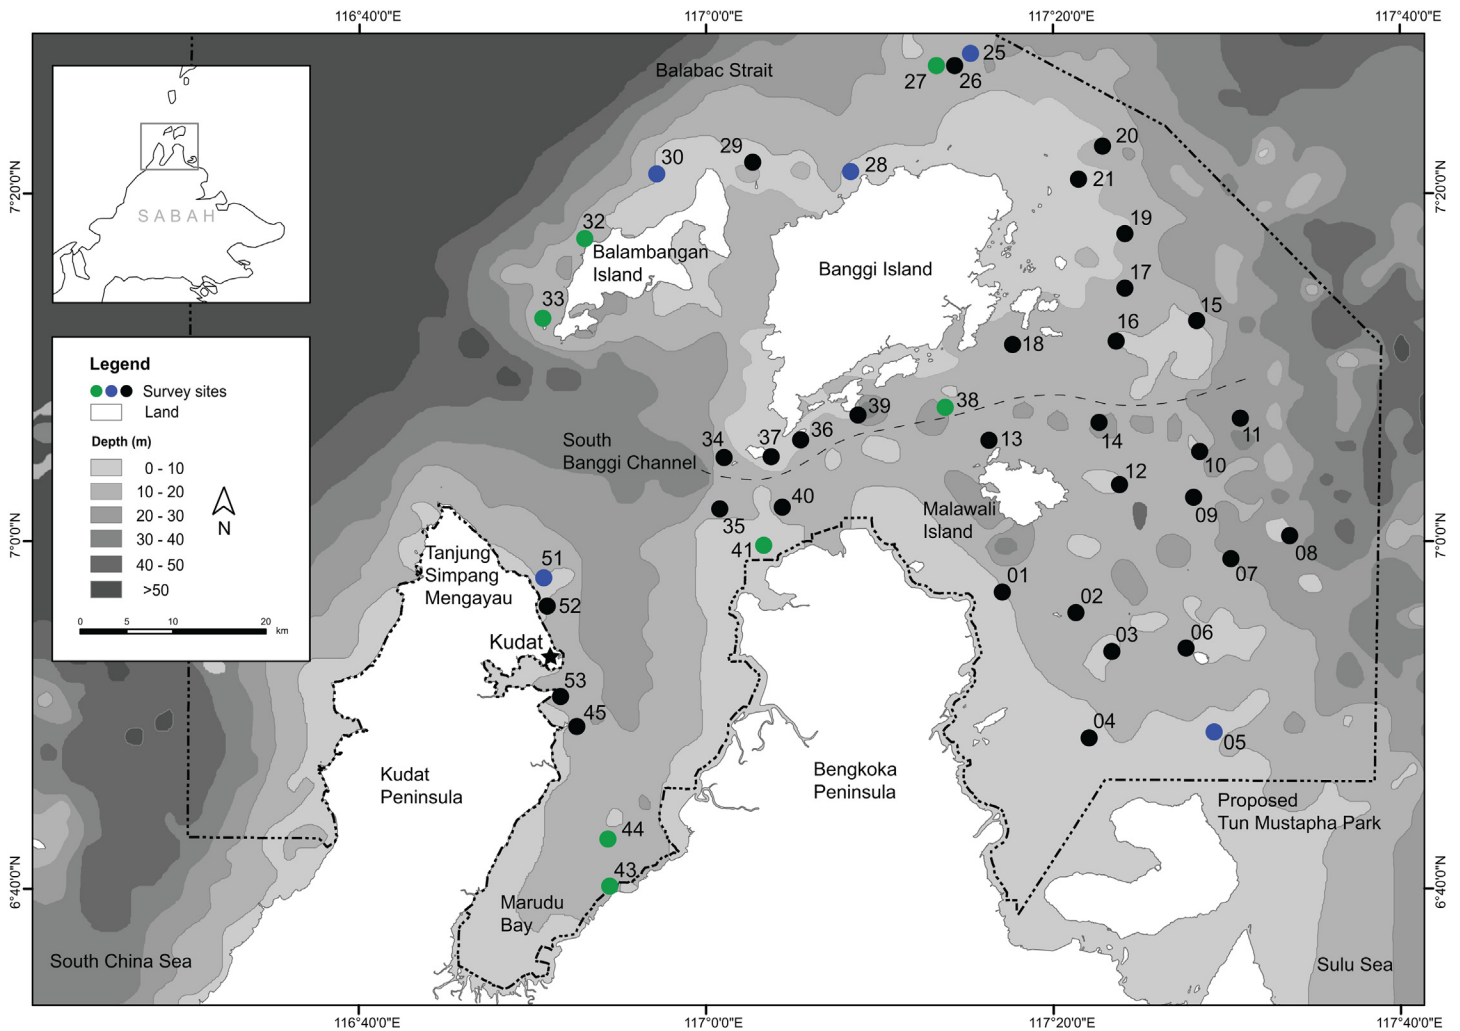 116°40'0"E
117°0'0"E
117°20'0"E
117°40'0"E
7°20'0"N
7°0'0"N
6°40'0"N
7°20'0"N
7°0'0"N
6°40'0"N
SABAH
Legend
Survey sites
Land
Depth (m)
0 - 10
10 - 20
20 - 30
30 - 40
40 - 50
>50
N
0 5 10 20 km
Balabac Strait
25
27
26
20
29
30
28
21
32
19
Balambangan
Island
Banggi Island
17
33
15
16
18
39
38
36
11
South
Banggi Channel
34
37
13
14
10
12
40
Malawali
Island
09
35
41
08
Tanjung
Simpang
Mengayau
51
07
01
52
02
Kudat
03
06
53
45
04
05
Kudat
Peninsula
Bengkoka
Peninsula
Proposed
Tun Mustapha Park
44
43
Marudu
Bay
South China Sea
Sulu Sea
116°40'0"E
117°0'0"E
117°20'0"E
117°40'0"E